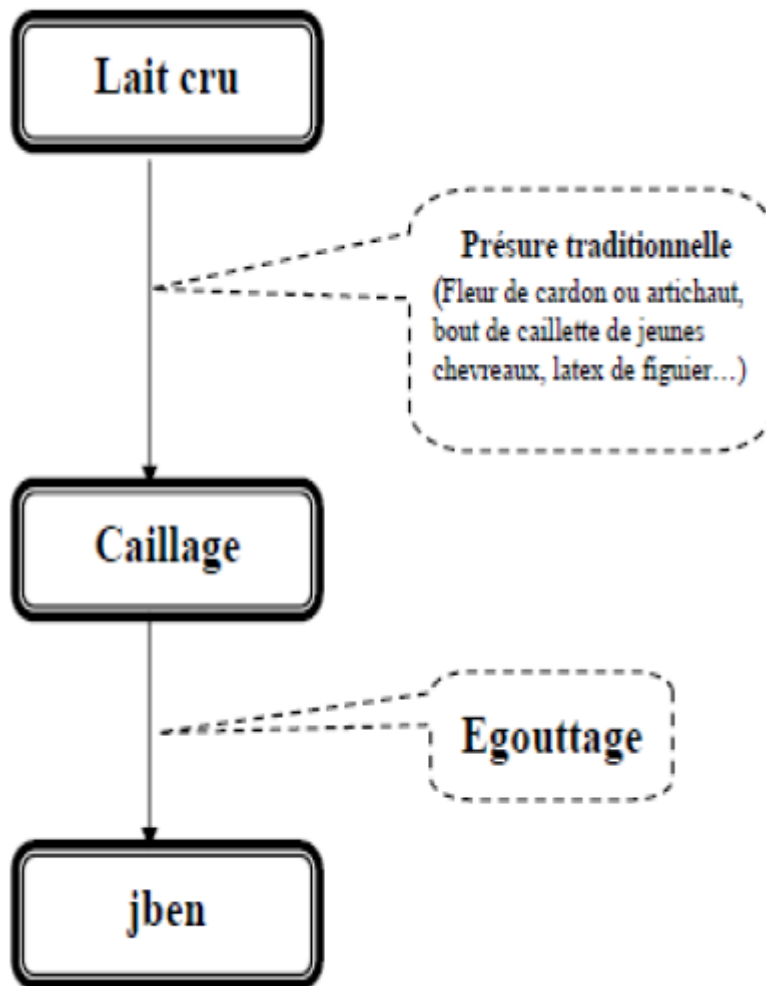 Lait cru
Présure traditionnelle
(Fleur de cardon ou artichaut,
bout de caillette de jeunes
chevreaux, latex de figuier…)
Caillage
Egouttage
jben